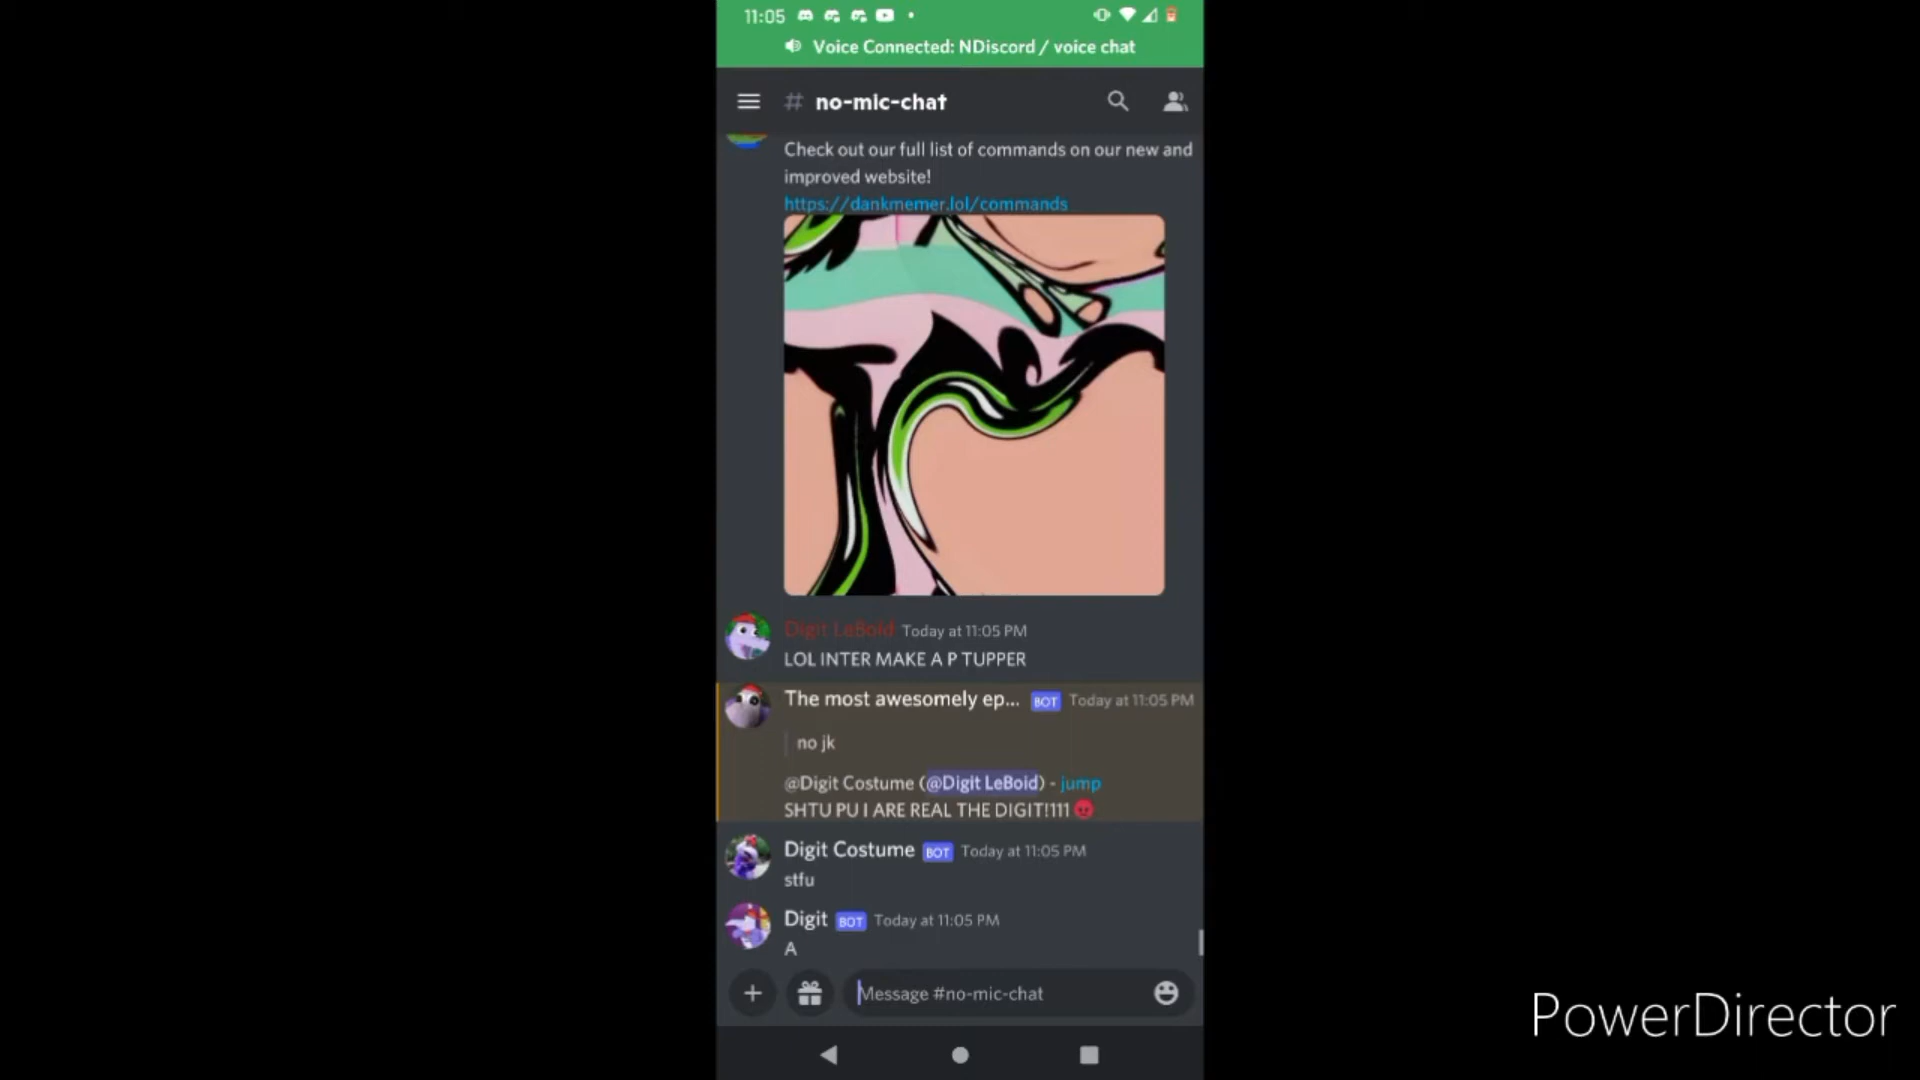 11:05
Voice Connected: NDiscord / voice chat
# no-mic-chat
Check out our full list of commands on our new and
improved website!
https://dankmemer.lol/commands
Digit LeBoid Today at 11:05 PM
LOL INTER MAKE A P TUPPER
The most awesomely ep... BOT Today at 11:05 PM
no jk
@Digit Costume (@Digit LeBoid) - jump
SHTU PU I ARE REAL THE DIGIT!111
Digit Costume BOT Today at 11:05 PM
stfu
Digit BOT Today at 11:05 PM
A
Message #no-mic-chat
PowerDirector